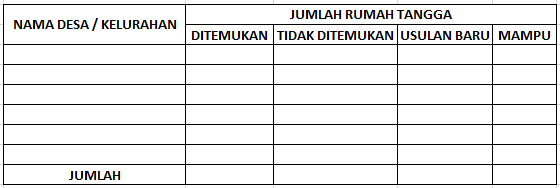 NAMA DESA / KELURAHAN
JUMLAH RUMAH TANGGA
DITEMUKAN TIDAK DITEMUKAN USULAN BARU MAMPU
JUMLAH